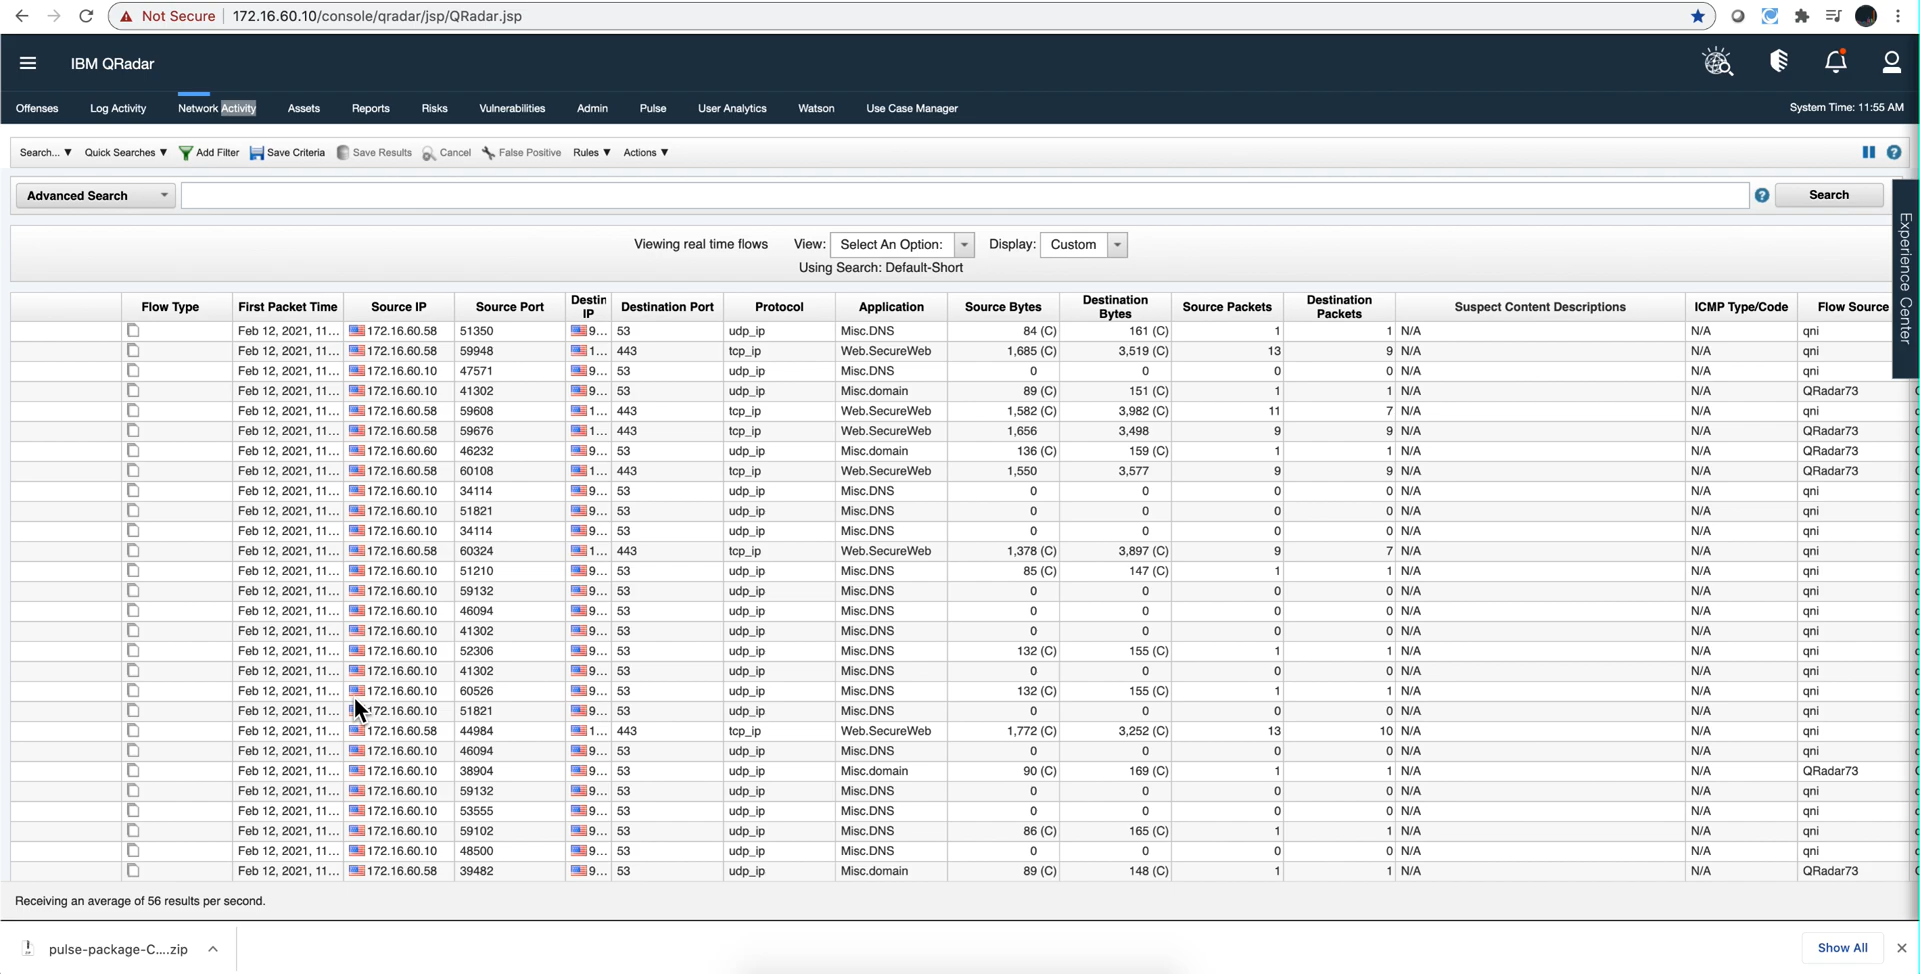 Not Secure 172.16.60.10/console/qradar/jsp/QRadar.jsp
IBM QRadar
Offenses Log Activity Network Activity Assets Reports Risks Vulnerabilities Admin Pulse User Analytics Watson Use Case Manager System Time: 11:55 AM
Search... Quick Searches Add Filter Save Criteria Save Results Cancel False Positive Rules Actions
Advanced Search Search
Experience Center
Viewing real time flows View: Select An Option: Display: Custom
Using Search: Default-Short
Flow Type First Packet Time Source IP Source Port Destin IP Destination Port Protocol Application Source Bytes Destination Bytes Source Packets Destination Packets Suspect Content Descriptions ICMP Type/Code Flow Source
Feb 12, 2021, 11... 172.16.60.58 51350 9... 53 udp_ip Misc.DNS 84 (C) 161 (C) 1 1 N/A N/A qni
Feb 12, 2021, 11... 172.16.60.58 59948 1... 443 tcp_ip Web.SecureWeb 1,685 (C) 3,519 (C) 13 9 N/A N/A qni
Feb 12, 2021, 11... 172.16.60.10 47571 9... 53 udp_ip Misc.DNS 0 0 0 0 N/A N/A qni
Feb 12, 2021, 11... 172.16.60.10 41302 9... 53 udp_ip Misc.domain 89 (C) 151 (C) 1 1 N/A N/A QRadar73
Feb 12, 2021, 11... 172.16.60.58 59608 1... 443 tcp_ip Web.SecureWeb 1,582 (C) 3,982 (C) 11 7 N/A N/A qni
Feb 12, 2021, 11... 172.16.60.58 59676 1... 443 tcp_ip Web.SecureWeb 1,656 3,498 9 9 N/A N/A QRadar73
Feb 12, 2021, 11... 172.16.60.60 46232 9... 53 udp_ip Misc.domain 136 (C) 159 (C) 1 1 N/A N/A QRadar73
Feb 12, 2021, 11... 172.16.60.58 60108 1... 443 tcp_ip Web.SecureWeb 1,550 3,577 9 9 N/A N/A QRadar73
Feb 12, 2021, 11... 172.16.60.10 34114 9... 53 udp_ip Misc.DNS 0 0 0 0 N/A N/A qni
Feb 12, 2021, 11... 172.16.60.10 51821 9... 53 udp_ip Misc.DNS 0 0 0 0 N/A N/A qni
Feb 12, 2021, 11... 172.16.60.10 34114 9... 53 udp_ip Misc.DNS 0 0 0 0 N/A N/A qni
Feb 12, 2021, 11... 172.16.60.58 60324 1... 443 tcp_ip Web.SecureWeb 1,378 (C) 3,897 (C) 9 7 N/A N/A qni
Feb 12, 2021, 11... 172.16.60.10 51210 9... 53 udp_ip Misc.DNS 85 (C) 147 (C) 1 1 N/A N/A qni
Feb 12, 2021, 11... 172.16.60.10 59132 9... 53 udp_ip Misc.DNS 0 0 0 0 N/A N/A qni
Feb 12, 2021, 11... 172.16.60.10 46094 9... 53 udp_ip Misc.DNS 0 0 0 0 N/A N/A qni
Feb 12, 2021, 11... 172.16.60.10 41302 9... 53 udp_ip Misc.DNS 0 0 0 0 N/A N/A qni
Feb 12, 2021, 11... 172.16.60.10 52306 9... 53 udp_ip Misc.DNS 132 (C) 155 (C) 1 1 N/A N/A qni
Feb 12, 2021, 11... 172.16.60.10 41302 9... 53 udp_ip Misc.DNS 0 0 0 0 N/A N/A qni
Feb 12, 2021, 11... 172.16.60.10 60526 9... 53 udp_ip Misc.DNS 132 (C) 155 (C) 1 1 N/A N/A qni
Feb 12, 2021, 11... 172.16.60.10 51821 9... 53 udp_ip Misc.DNS 0 0 0 0 N/A N/A qni
Feb 12, 2021, 11... 172.16.60.58 44984 1... 443 tcp_ip Web.SecureWeb 1,772 (C) 3,252 (C) 13 10 N/A N/A qni
Feb 12, 2021, 11... 172.16.60.10 46094 9... 53 udp_ip Misc.DNS 0 0 0 0 N/A N/A qni
Feb 12, 2021, 11... 172.16.60.10 38904 9... 53 udp_ip Misc.domain 90 (C) 169 (C) 1 1 N/A N/A QRadar73
Feb 12, 2021, 11... 172.16.60.10 59132 9... 53 udp_ip Misc.DNS 0 0 0 0 N/A N/A qni
Feb 12, 2021, 11... 172.16.60.10 53555 9... 53 udp_ip Misc.DNS 0 0 0 0 N/A N/A qni
Feb 12, 2021, 11... 172.16.60.10 59102 9... 53 udp_ip Misc.DNS 86 (C) 165 (C) 1 1 N/A N/A qni
Feb 12, 2021, 11... 172.16.60.10 48500 9... 53 udp_ip Misc.DNS 0 0 0 0 N/A N/A qni
Feb 12, 2021, 11... 172.16.60.58 39482 9... 53 udp_ip Misc.domain 89 (C) 148 (C) 1 1 N/A N/A QRadar73
Receiving an average of 56 results per second.
pulse-package-C....zip Show All